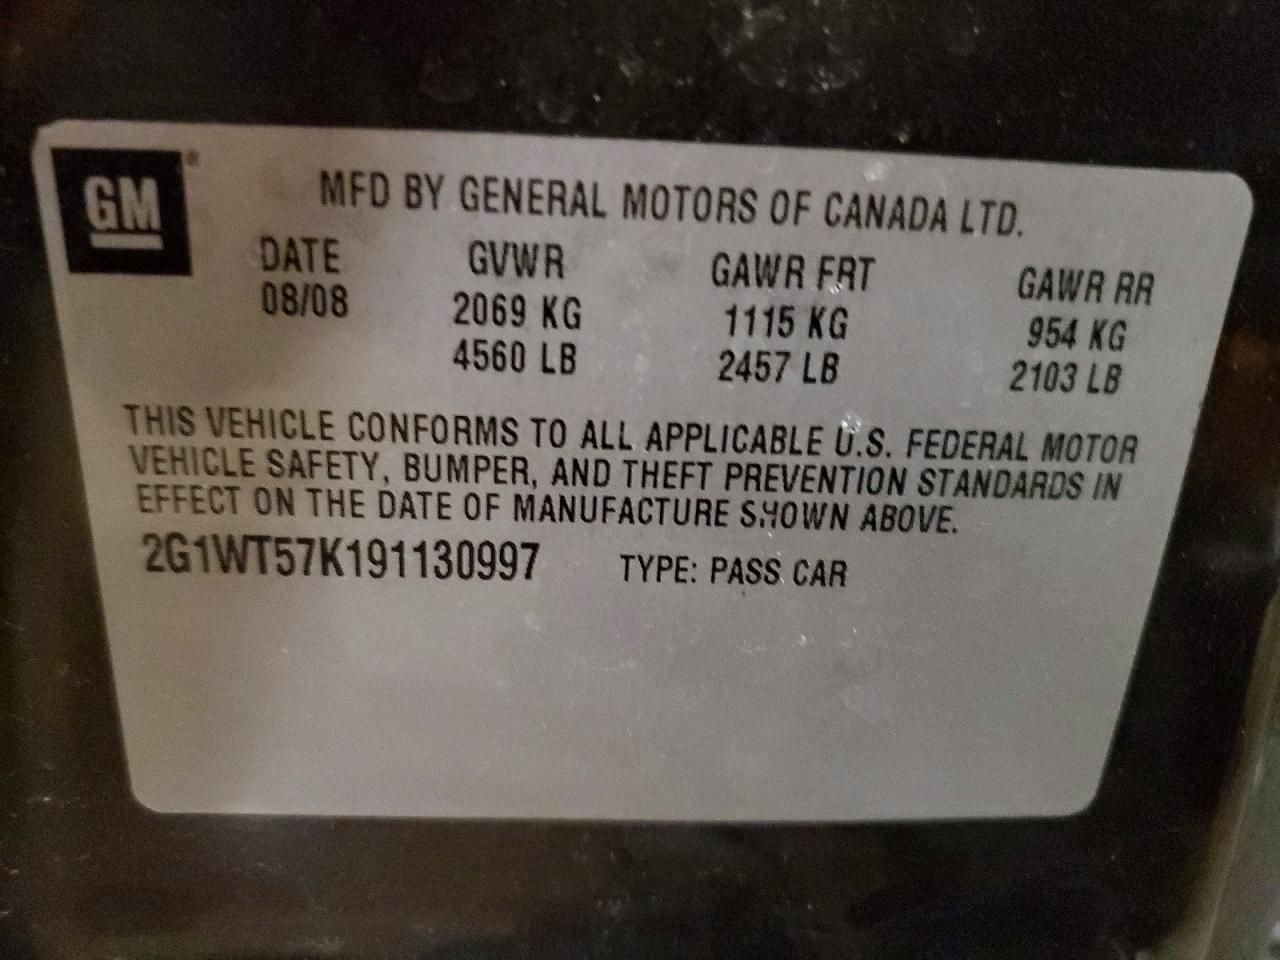 GM®
MFD BY GENERAL MOTORS OF CANADA LTD.
DATE GVWR GAWR FRT GAWR RR
08/08 2069 KG 1115 KG 954 KG
4560 LB 2457 LB 2103 LB
THIS VEHICLE CONFORMS TO ALL APPLICABLE U.S. FEDERAL MOTOR
VEHICLE SAFETY, BUMPER, AND THEFT PREVENTION STANDARDS IN
EFFECT ON THE DATE OF MANUFACTURE SHOWN ABOVE.
2G1WT57K191130997 TYPE: PASS CAR